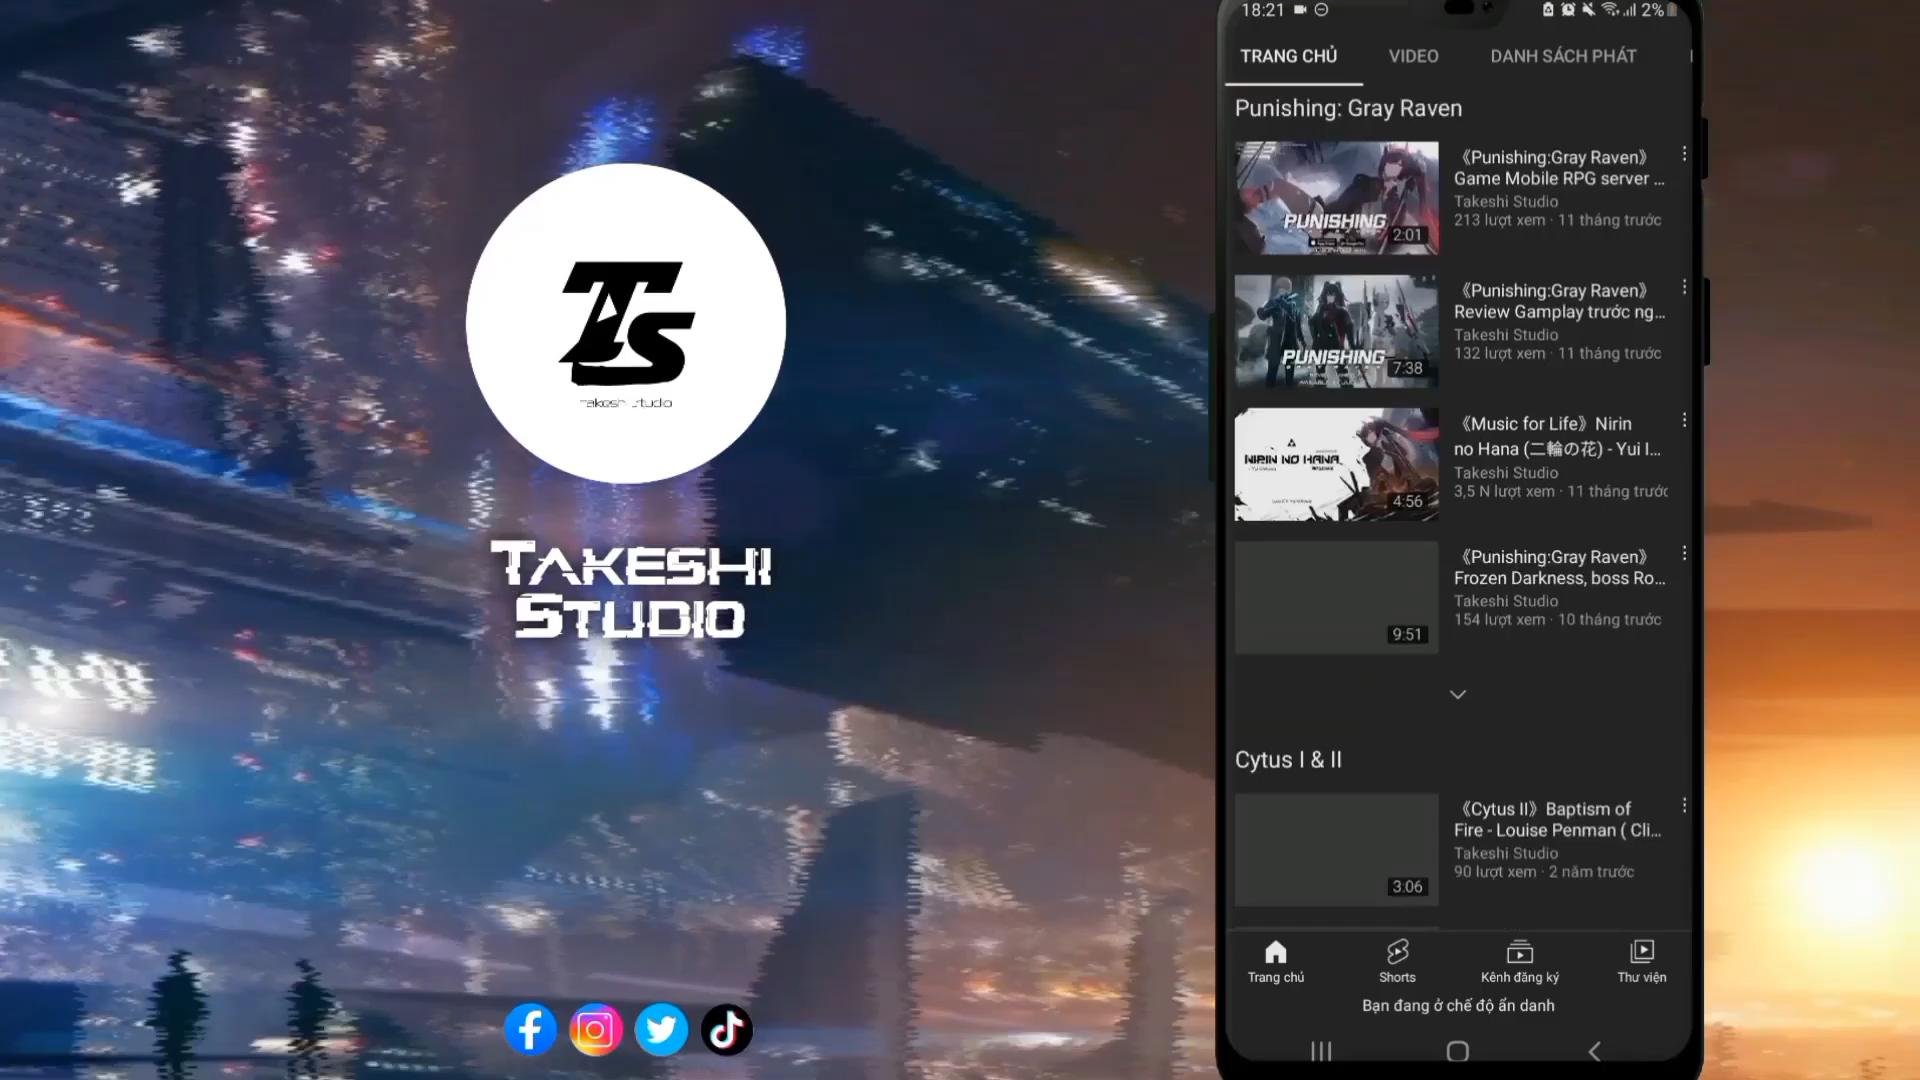 TS
Takeshi Studio
TAKESHI
STUDIO
18:21
2%
TRANG CHỦ VIDEO DANH SÁCH PHÁT
Punishing: Gray Raven
PUNISHING
2:01
《Punishing:Gray Raven》
Game Mobile RPG server ...
Takeshi Studio
213 lượt xem · 11 tháng trước
PUNISHING
GRAY RAVEN
7:38
《Punishing:Gray Raven》
Review Gamplay trước ng...
Takeshi Studio
132 lượt xem · 11 tháng trước
NIRIN NO HANA
4:56
《Music for Life》Nirin
no Hana (二輪の花) - Yui I...
Takeshi Studio
3,5 N lượt xem · 11 tháng trước
9:51
《Punishing:Gray Raven》
Frozen Darkness, boss Ro...
Takeshi Studio
154 lượt xem · 10 tháng trước
Cytus I & II
3:06
《Cytus II》Baptism of
Fire - Louise Penman ( Cli...
Takeshi Studio
90 lượt xem · 2 năm trước
Trang chủ Shorts Kênh đăng ký Thư viện
Bạn đang ở chế độ ẩn danh